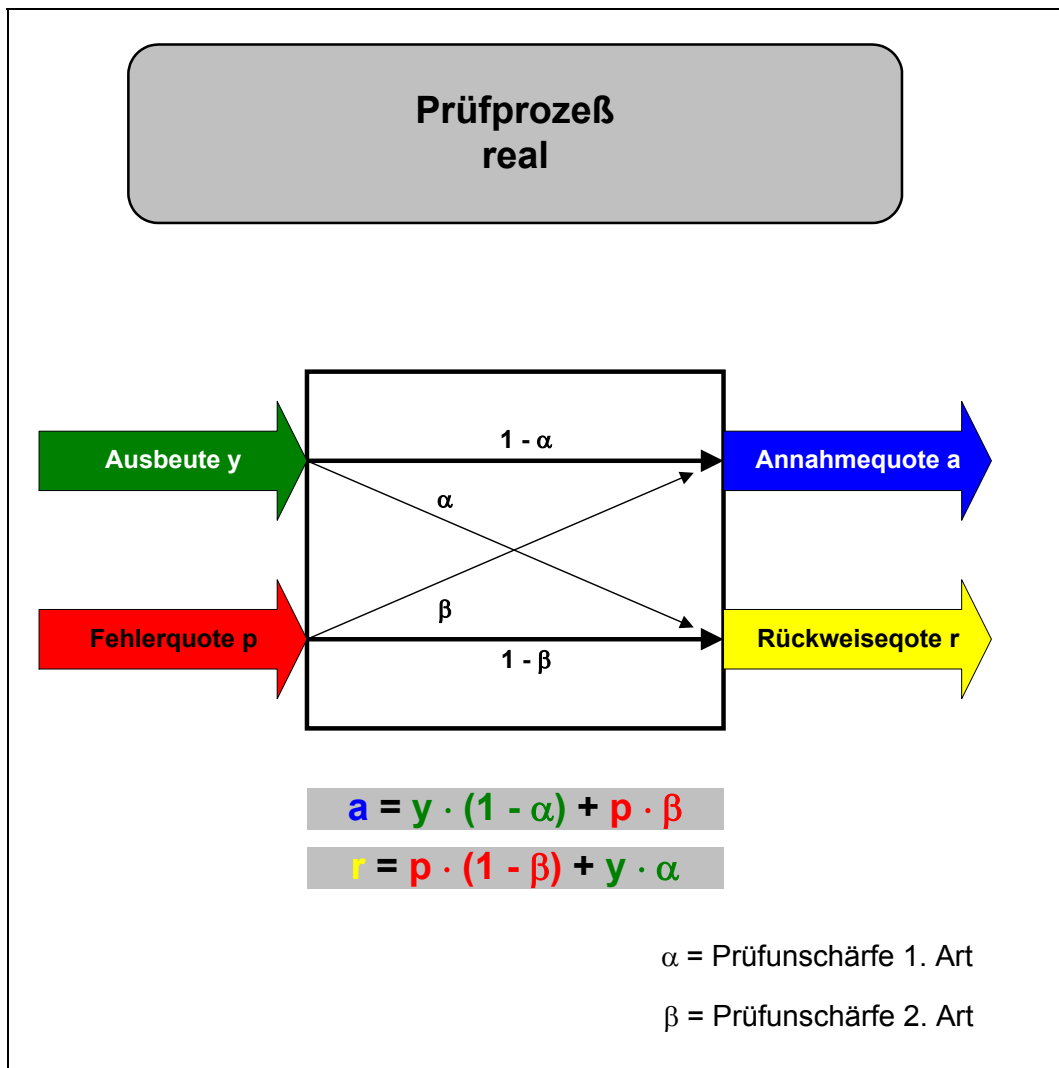 Prüfprozeß
real
1 - α
Ausbeute y
Annahmequote a
α
β
Fehlerquote p
Rückweiseqote r
1 - β
a = y · (1 - α) + p · β
r = p · (1 - β) + y · α
α = Prüfunschärfe 1. Art
β = Prüfunschärfe 2. Art